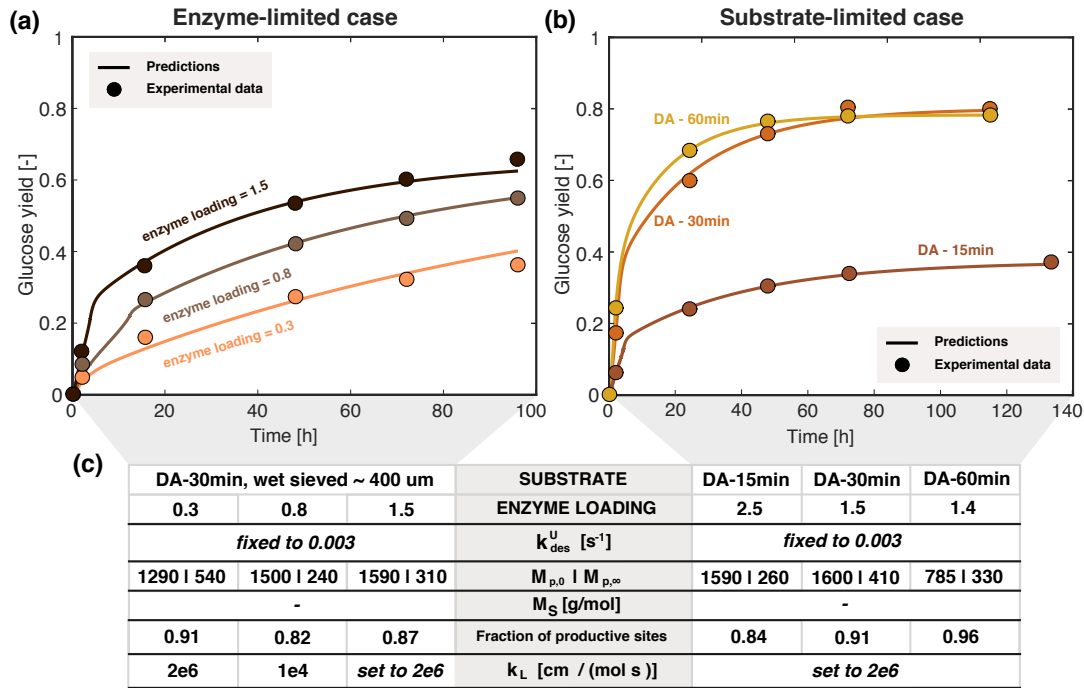 (a) Enzyme-limited case
1
0.8
0.6
0.4
0.2
0
Glucose yield [-]
Predictions
Experimental data
enzyme loading = 1.5
enzyme loading = 0.8
enzyme loading = 0.3
0 20 40 60 80 100
Time [h]
(b) Substrate-limited case
1
0.8
0.6
0.4
0.2
0
Glucose yield [-]
DA - 60min
DA - 30min
DA - 15min
Predictions
Experimental data
0 20 40 60 80 100 120 140
Time [h]
(c)
DA-30min, wet sieved ~ 400 um SUBSTRATE DA-15min DA-30min DA-60min
0.3 0.8 1.5 ENZYME LOADING 2.5 1.5 1.4
fixed to 0.003 k^U_des [s⁻¹] fixed to 0.003
1290 | 540 1500 | 240 1590 | 310 M_p,0 | M_p,∞ 1590 | 260 1600 | 410 785 | 330
- M_S [g/mol] -
0.91 0.82 0.87 Fraction of productive sites 0.84 0.91 0.96
2e6 1e4 set to 2e6 k_L [cm / (mol s )] set to 2e6